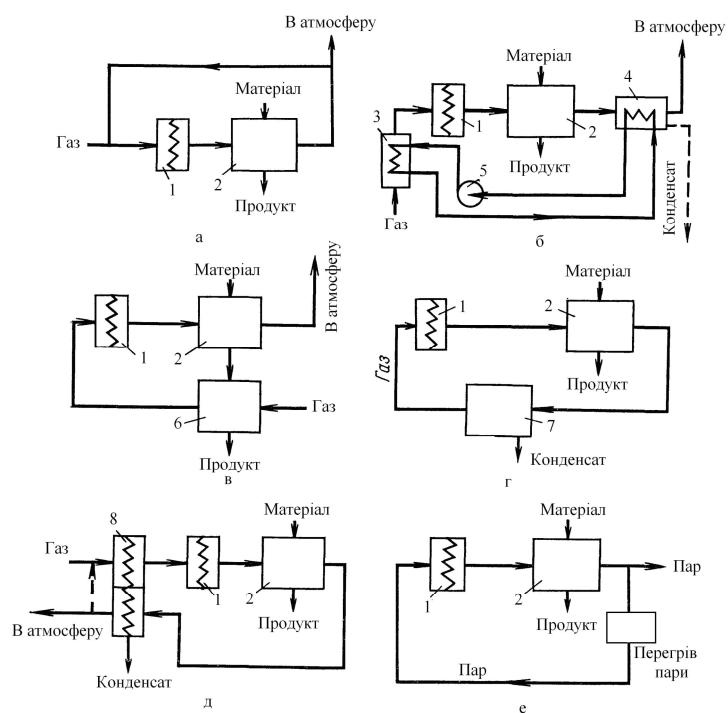 В атмосферу
Матеріал
Газ
1
2
Продукт
а
В атмосферу
Матеріал
4
3
1
2
5
Продукт
Газ
Конденсат
б
Матеріал
В атмосферу
1
2
6
Газ
Продукт
в
Матеріал
1
2
Газ
Продукт
7
Конденсат
г
8
Матеріал
Газ
1
2
Продукт
В атмосферу
Конденсат
д
Матеріал
1
2
Пар
Продукт
Перегрів
пари
Пар
е